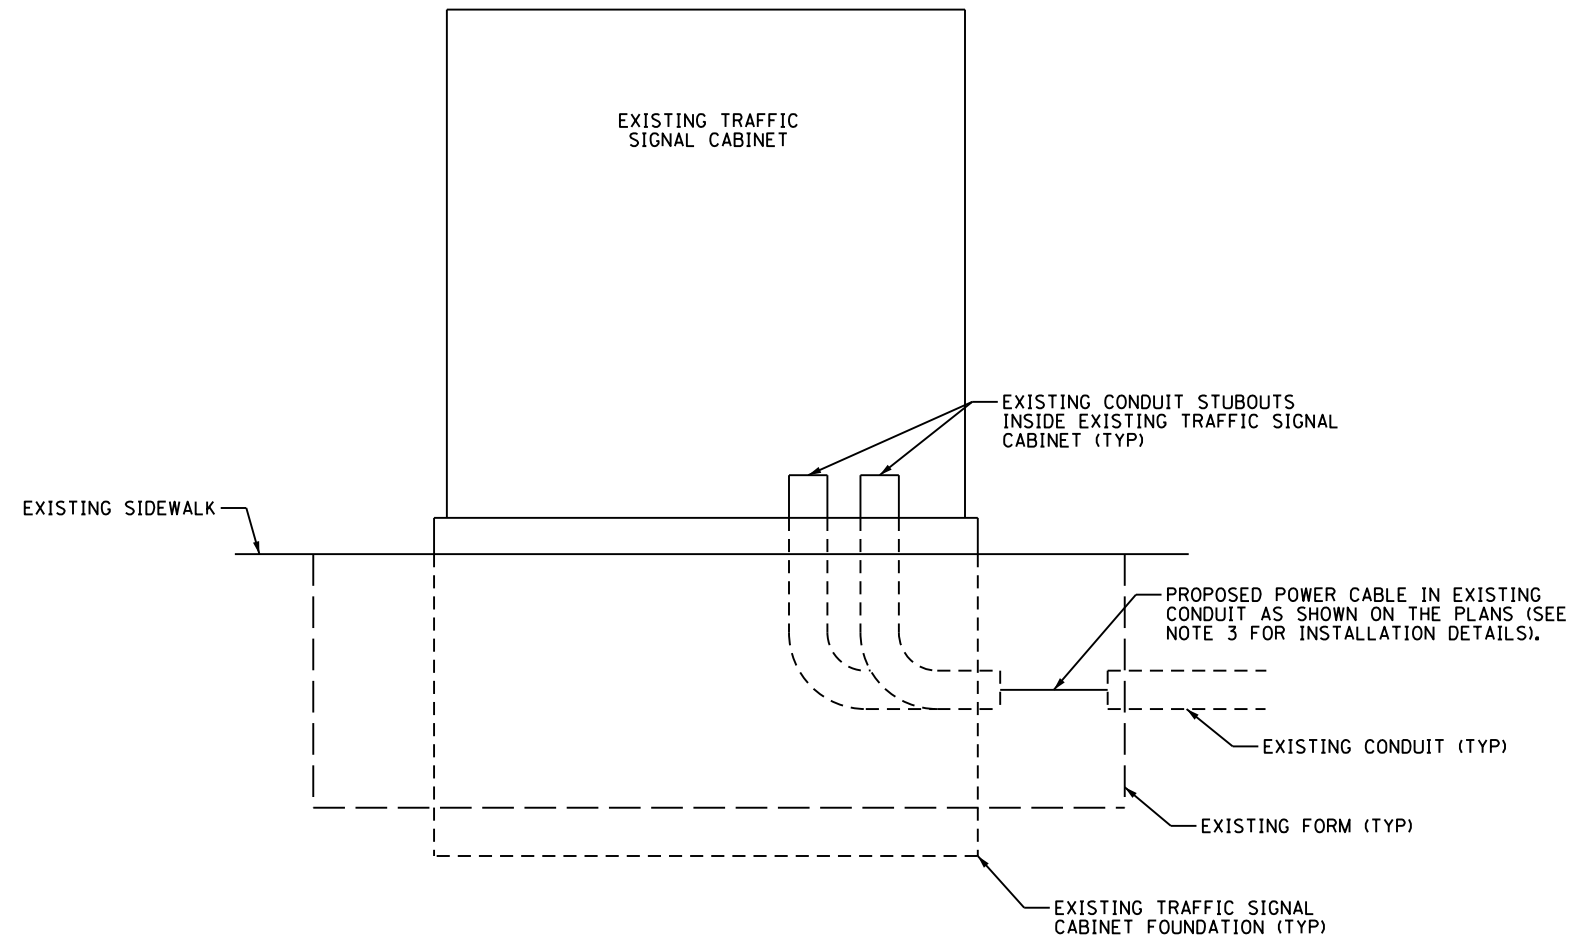 EXISTING TRAFFIC
SIGNAL CABINET
EXISTING CONDUIT STUBOUTS
INSIDE EXISTING TRAFFIC SIGNAL
CABINET (TYP)
EXISTING SIDEWALK
PROPOSED POWER CABLE IN EXISTING
CONDUIT AS SHOWN ON THE PLANS (SEE
NOTE 3 FOR INSTALLATION DETAILS).
EXISTING CONDUIT (TYP)
EXISTING FORM (TYP)
EXISTING TRAFFIC SIGNAL
CABINET FOUNDATION (TYP)